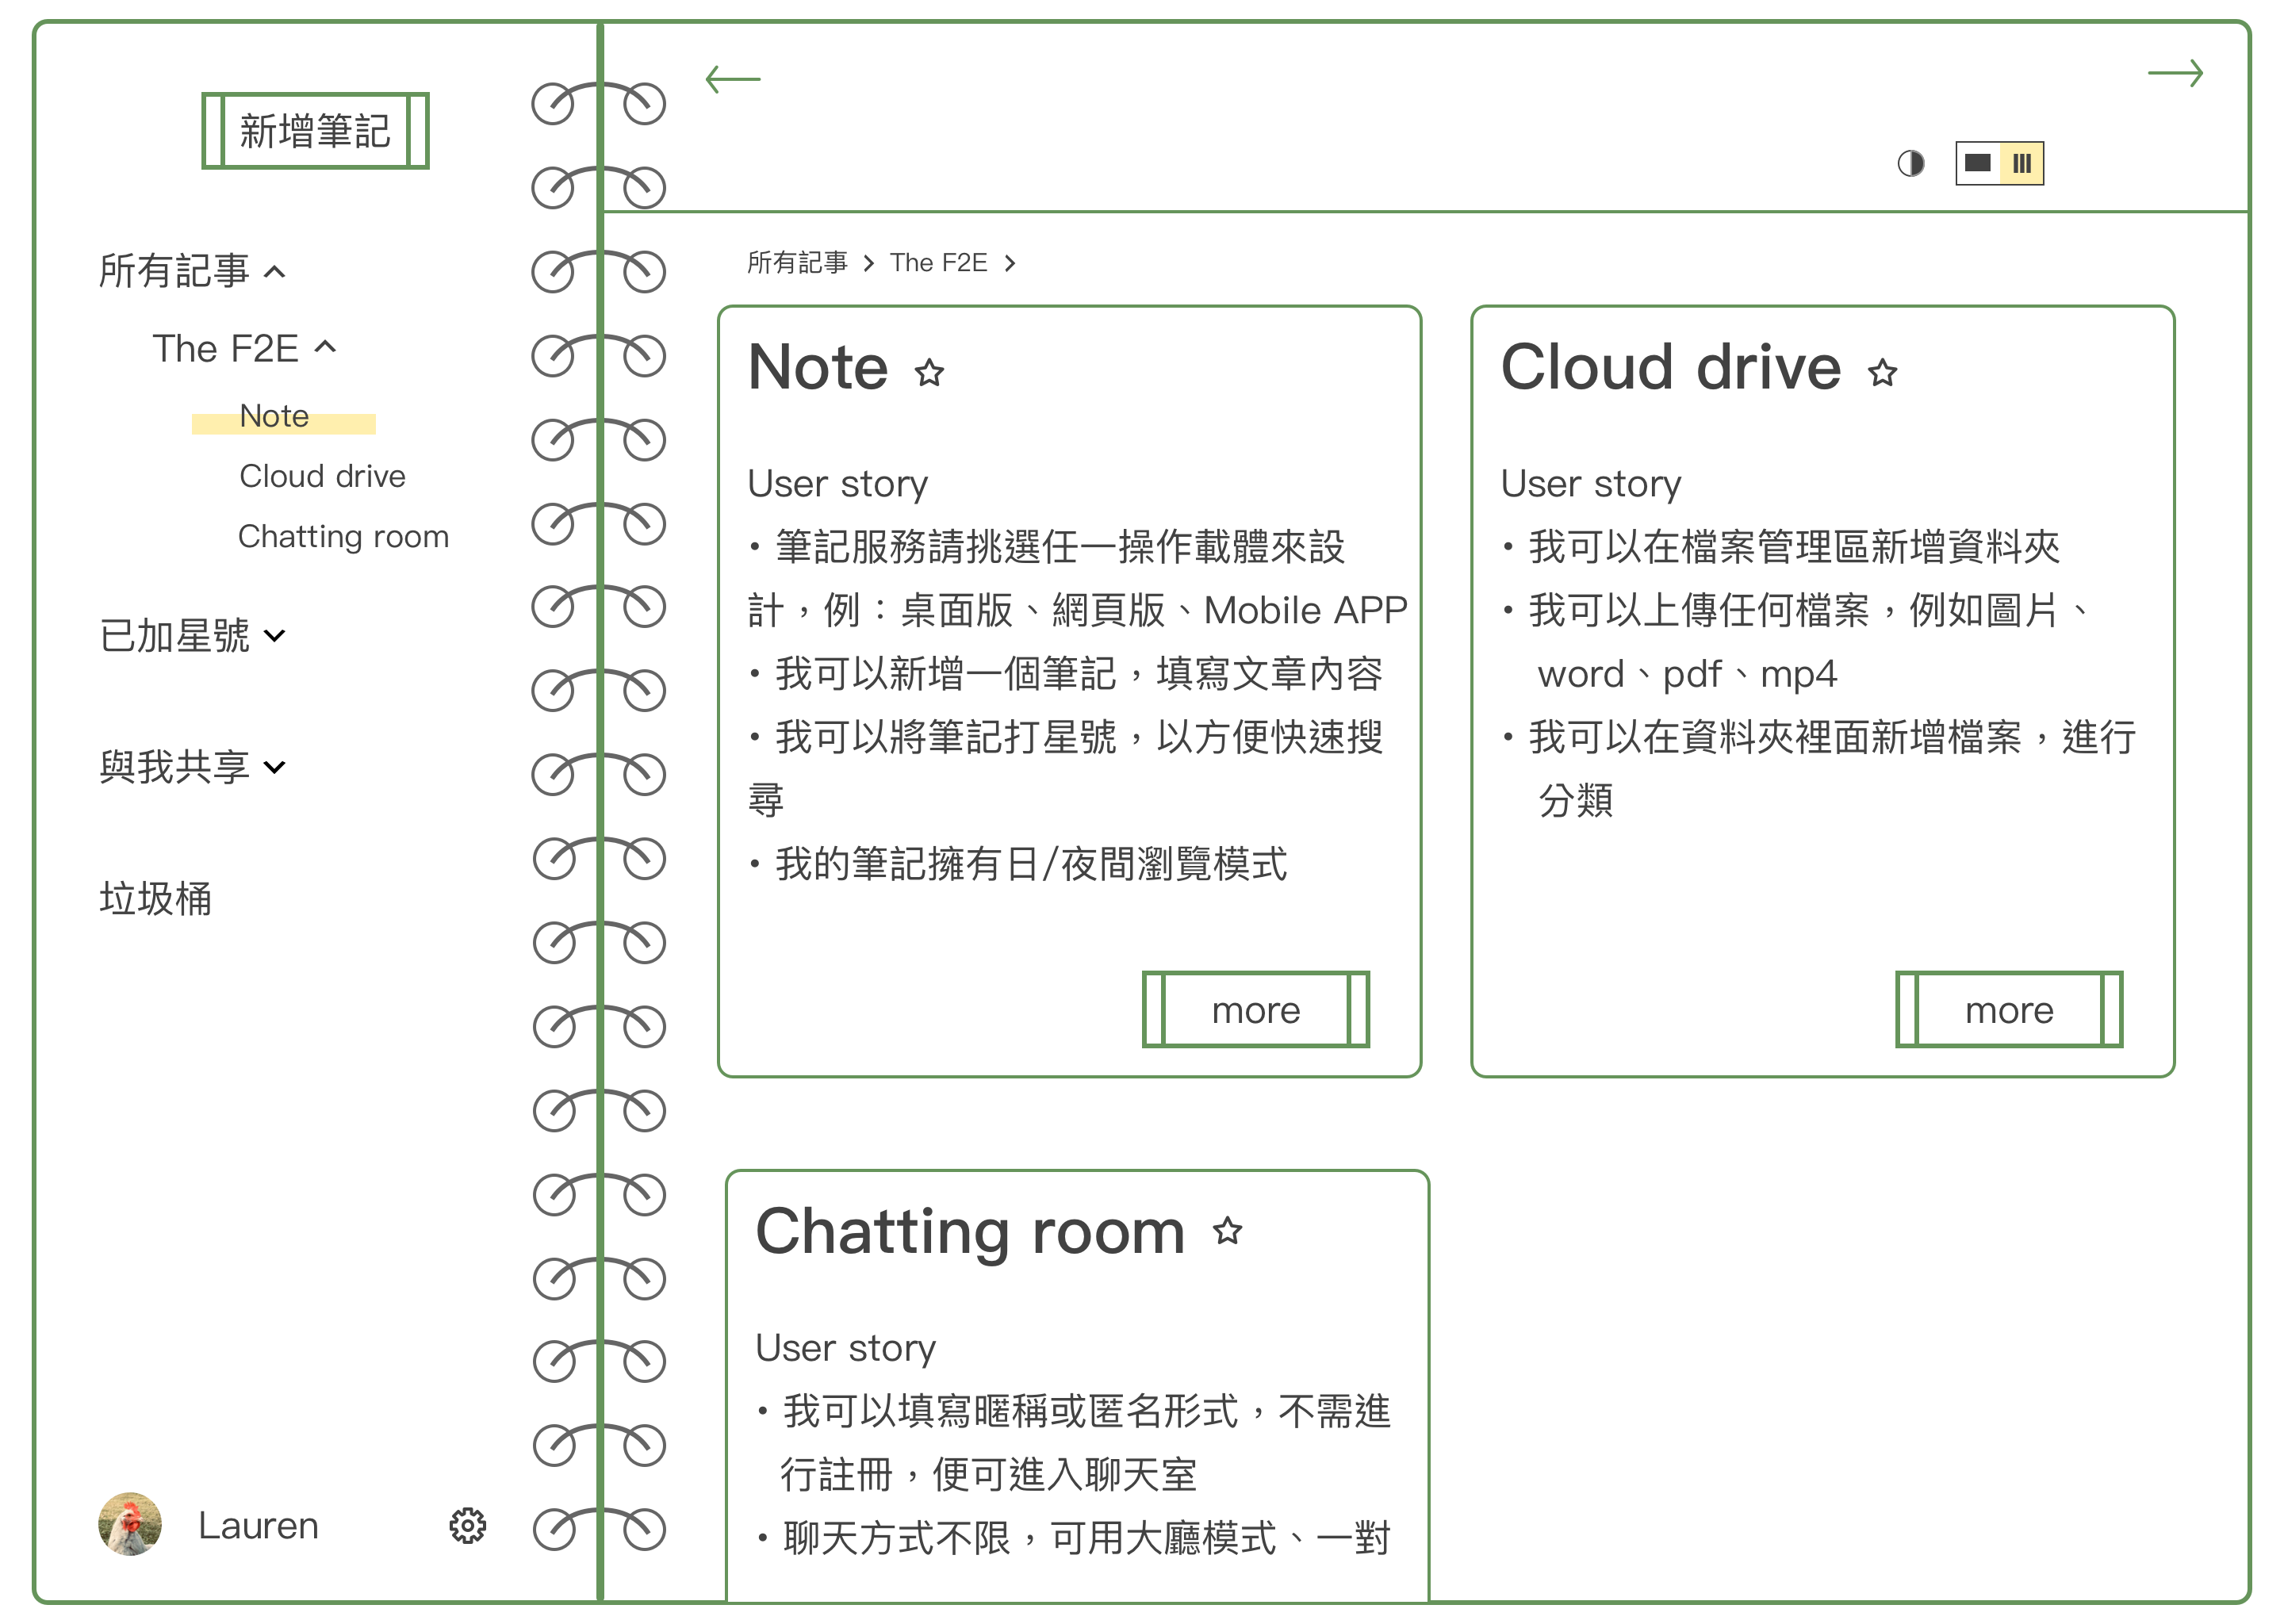 新增筆記
所有記事
The F2E
Note
Cloud drive
Chatting room
已加星號
與我共享
垃圾桶
Lauren
所有記事 > The F2E >
Note
User story
・筆記服務請挑選任一操作載體來設
計，例：桌面版、網頁版、Mobile APP
・我可以新增一個筆記，填寫文章內容
・我可以將筆記打星號，以方便快速搜
尋
・我的筆記擁有日/夜間瀏覽模式
more
Cloud drive
User story
・我可以在檔案管理區新增資料夾
・我可以上傳任何檔案，例如圖片、
word、pdf、mp4
・我可以在資料夾裡面新增檔案，進行
分類
more
Chatting room
User story
・我可以填寫暱稱或匿名形式，不需進
行註冊，便可進入聊天室
・聊天方式不限，可用大廳模式、一對